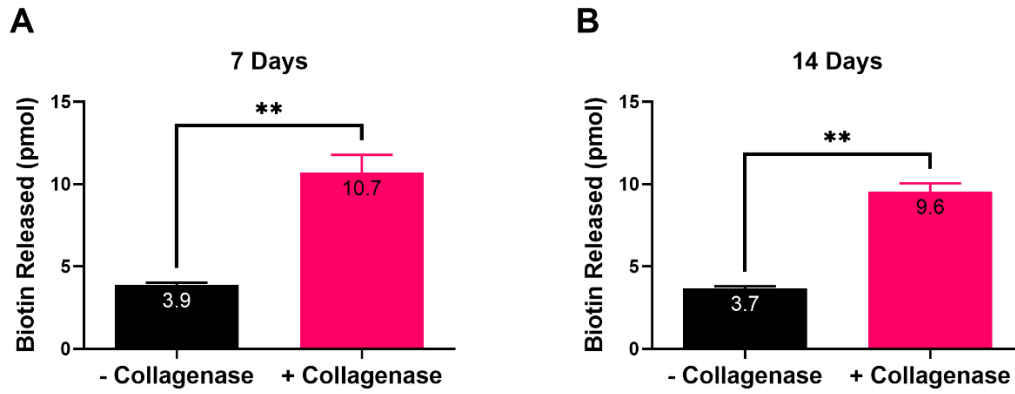 A
7 Days
Biotin Released (pmol)
15
10
5
0
**
3.9
10.7
- Collagenase
+ Collagenase
B
14 Days
Biotin Released (pmol)
15
10
5
0
**
3.7
9.6
- Collagenase
+ Collagenase